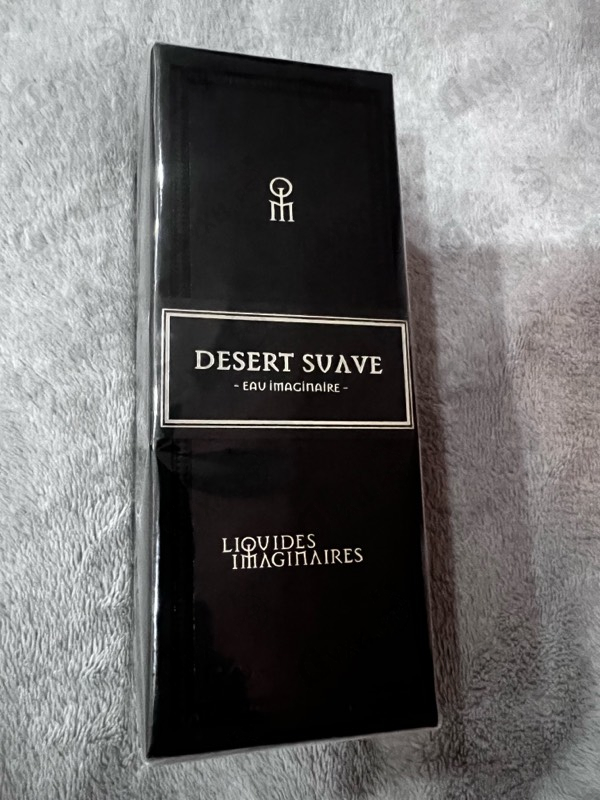 DESERT SUAVE
- EAU IMAGINAIRE -
LIQUIDES
IMAGINAIRES